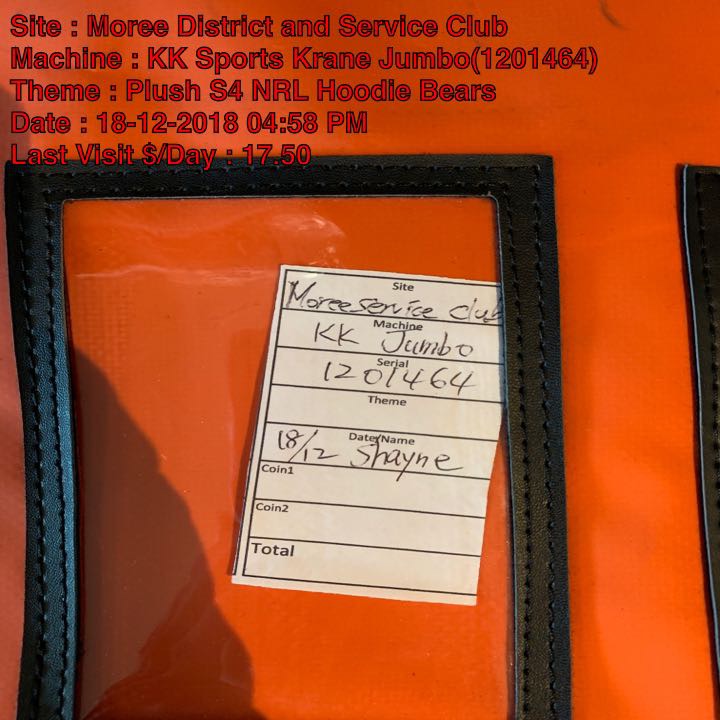 Site : Moree District and Service Club
Machine : KK Sports Krane Jumbo(1201464)
Theme : Plush S4 NRL Hoodie Bears
Date : 18-12-2018 04:58 PM
Last Visit $/Day : 17.50
Site
Moree service club
Machine
KK Jumbo
Serial
1201464
Theme
Date/Name
18/12 Shayne
Coin1
Coin2
Total